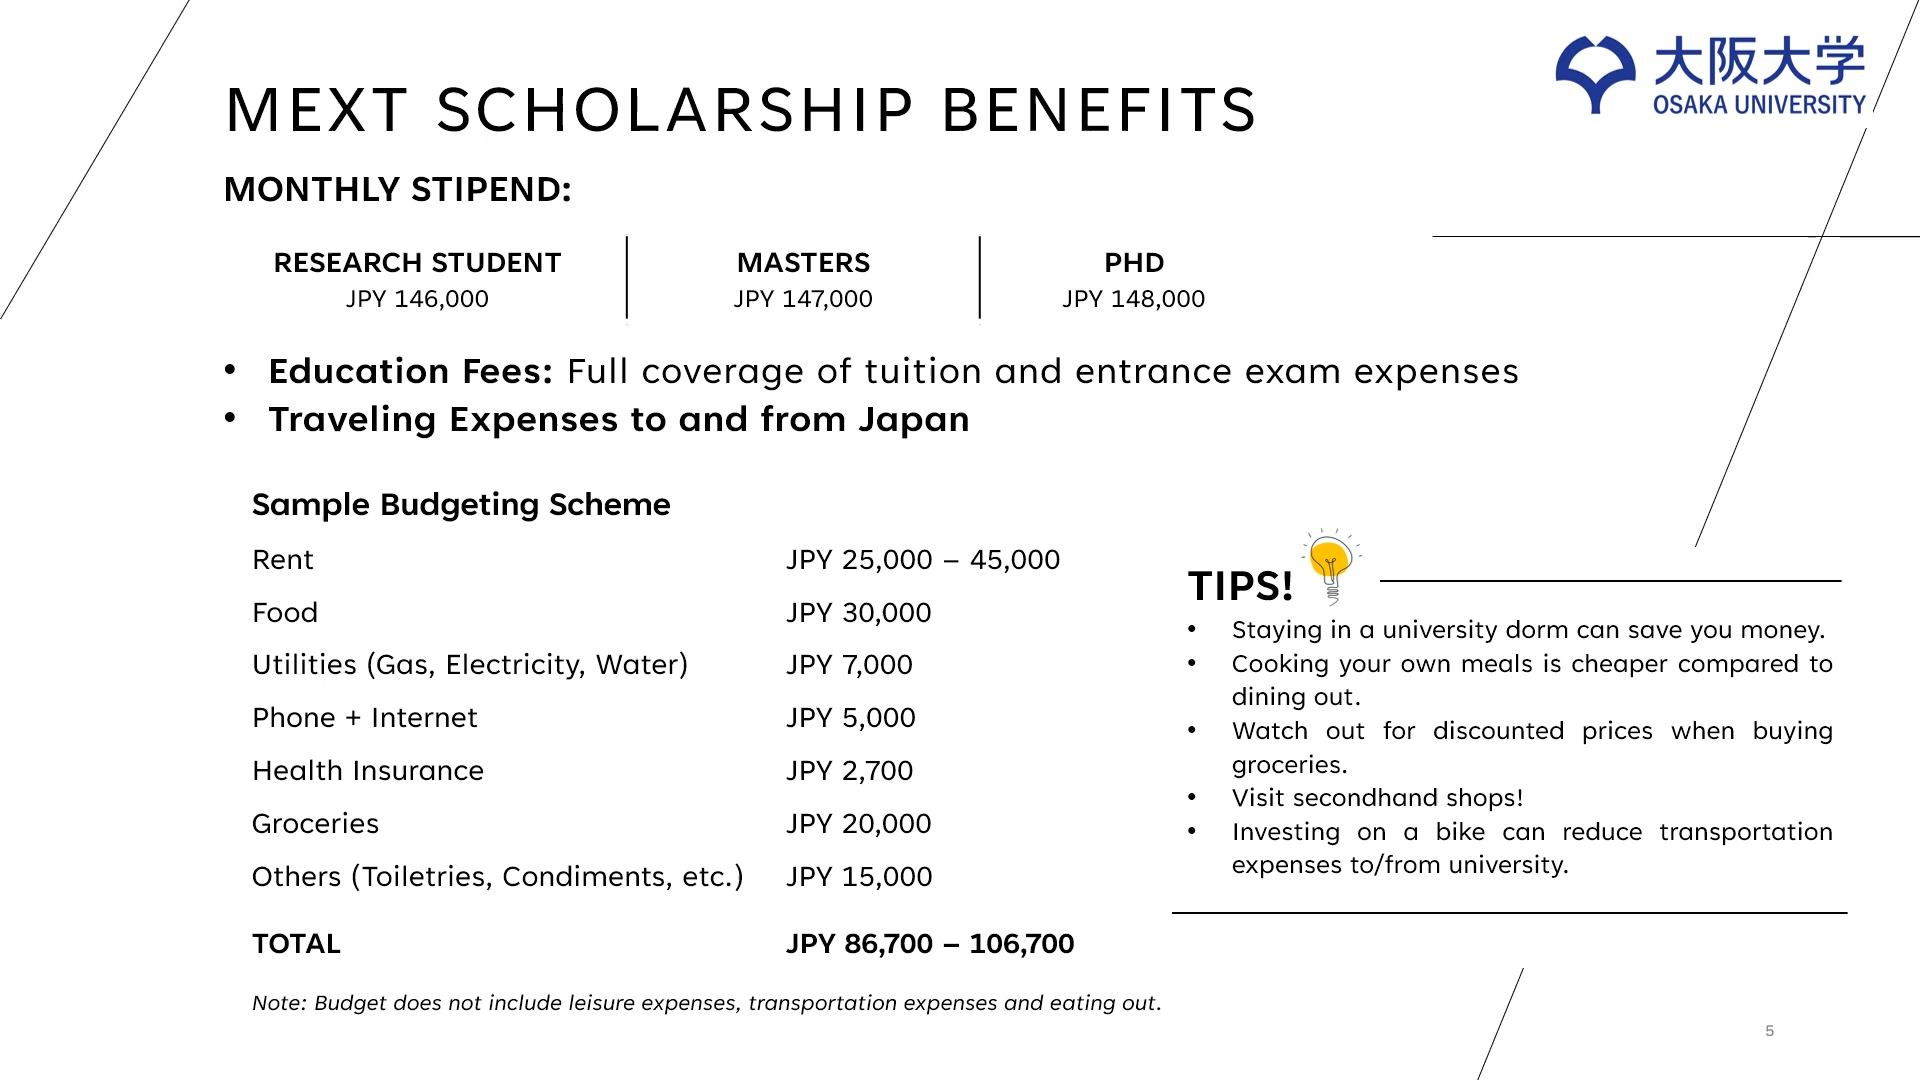 大阪大学
OSAKA UNIVERSITY
MEXT SCHOLARSHIP BENEFITS
MONTHLY STIPEND:
RESEARCH STUDENT
JPY 146,000
MASTERS
JPY 147,000
PHD
JPY 148,000
• Education Fees: Full coverage of tuition and entrance exam expenses
• Traveling Expenses to and from Japan
Sample Budgeting Scheme
Rent JPY 25,000 – 45,000
Food JPY 30,000
Utilities (Gas, Electricity, Water) JPY 7,000
Phone + Internet JPY 5,000
Health Insurance JPY 2,700
Groceries JPY 20,000
Others (Toiletries, Condiments, etc.) JPY 15,000
TOTAL JPY 86,700 – 106,700
Note: Budget does not include leisure expenses, transportation expenses and eating out.
TIPS!
• Staying in a university dorm can save you money.
• Cooking your own meals is cheaper compared to
dining out.
• Watch out for discounted prices when buying
groceries.
• Visit secondhand shops!
• Investing on a bike can reduce transportation
expenses to/from university.
5